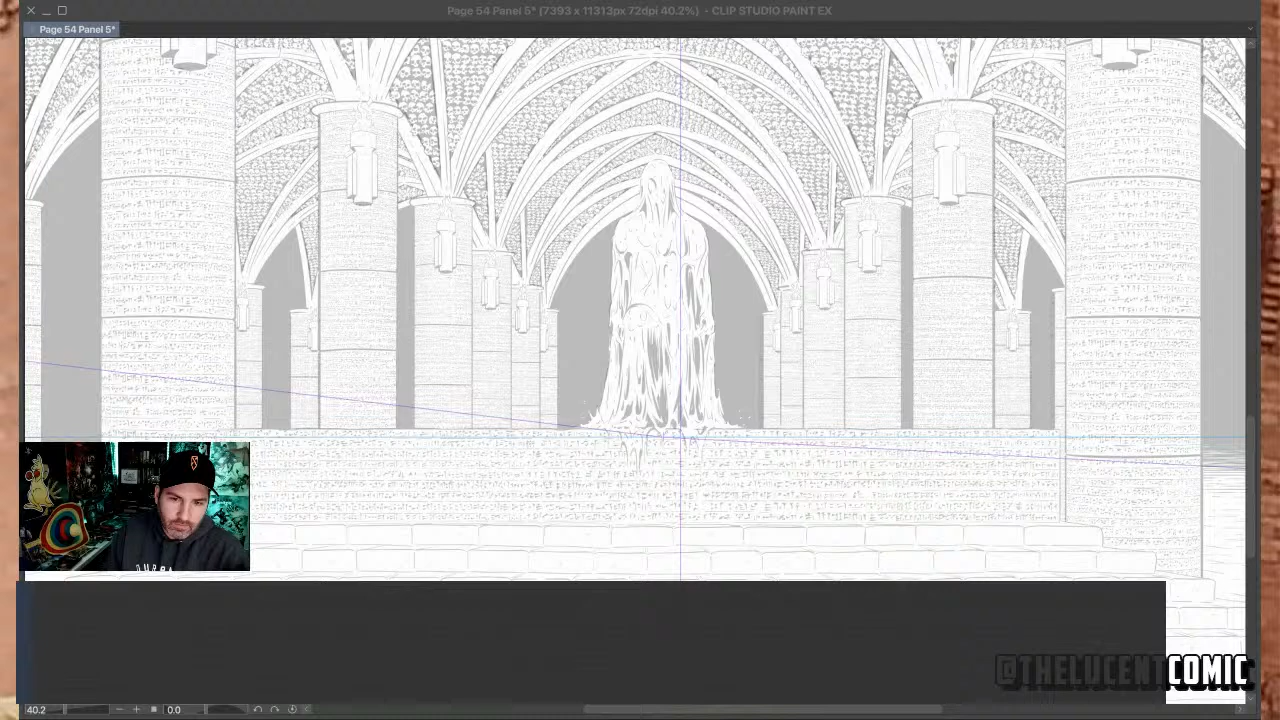 Page 54 Panel 5* (7393 x 11313px 72dpi 40.2%) - CLIP STUDIO PAINT EX
Page 54 Panel 5*
@THELUCENTCOMIC
40.2
0.0